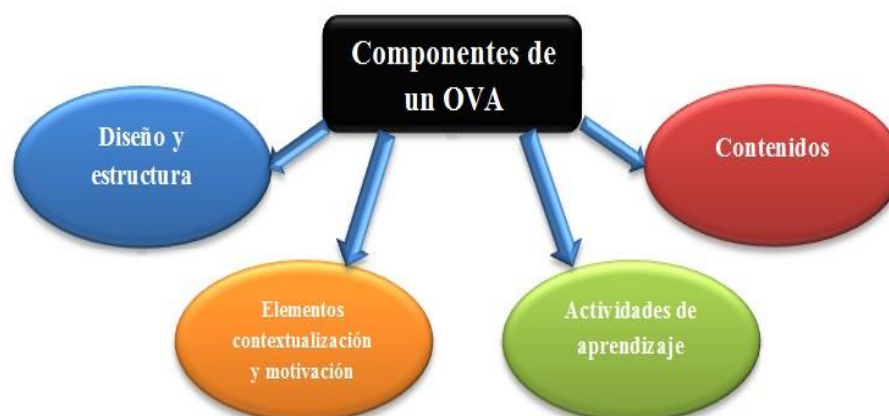 Componentes de
un OVA
Diseño y
estructura
Contenidos
Elementos
contextualización
y motivación
Actividades de
aprendizaje